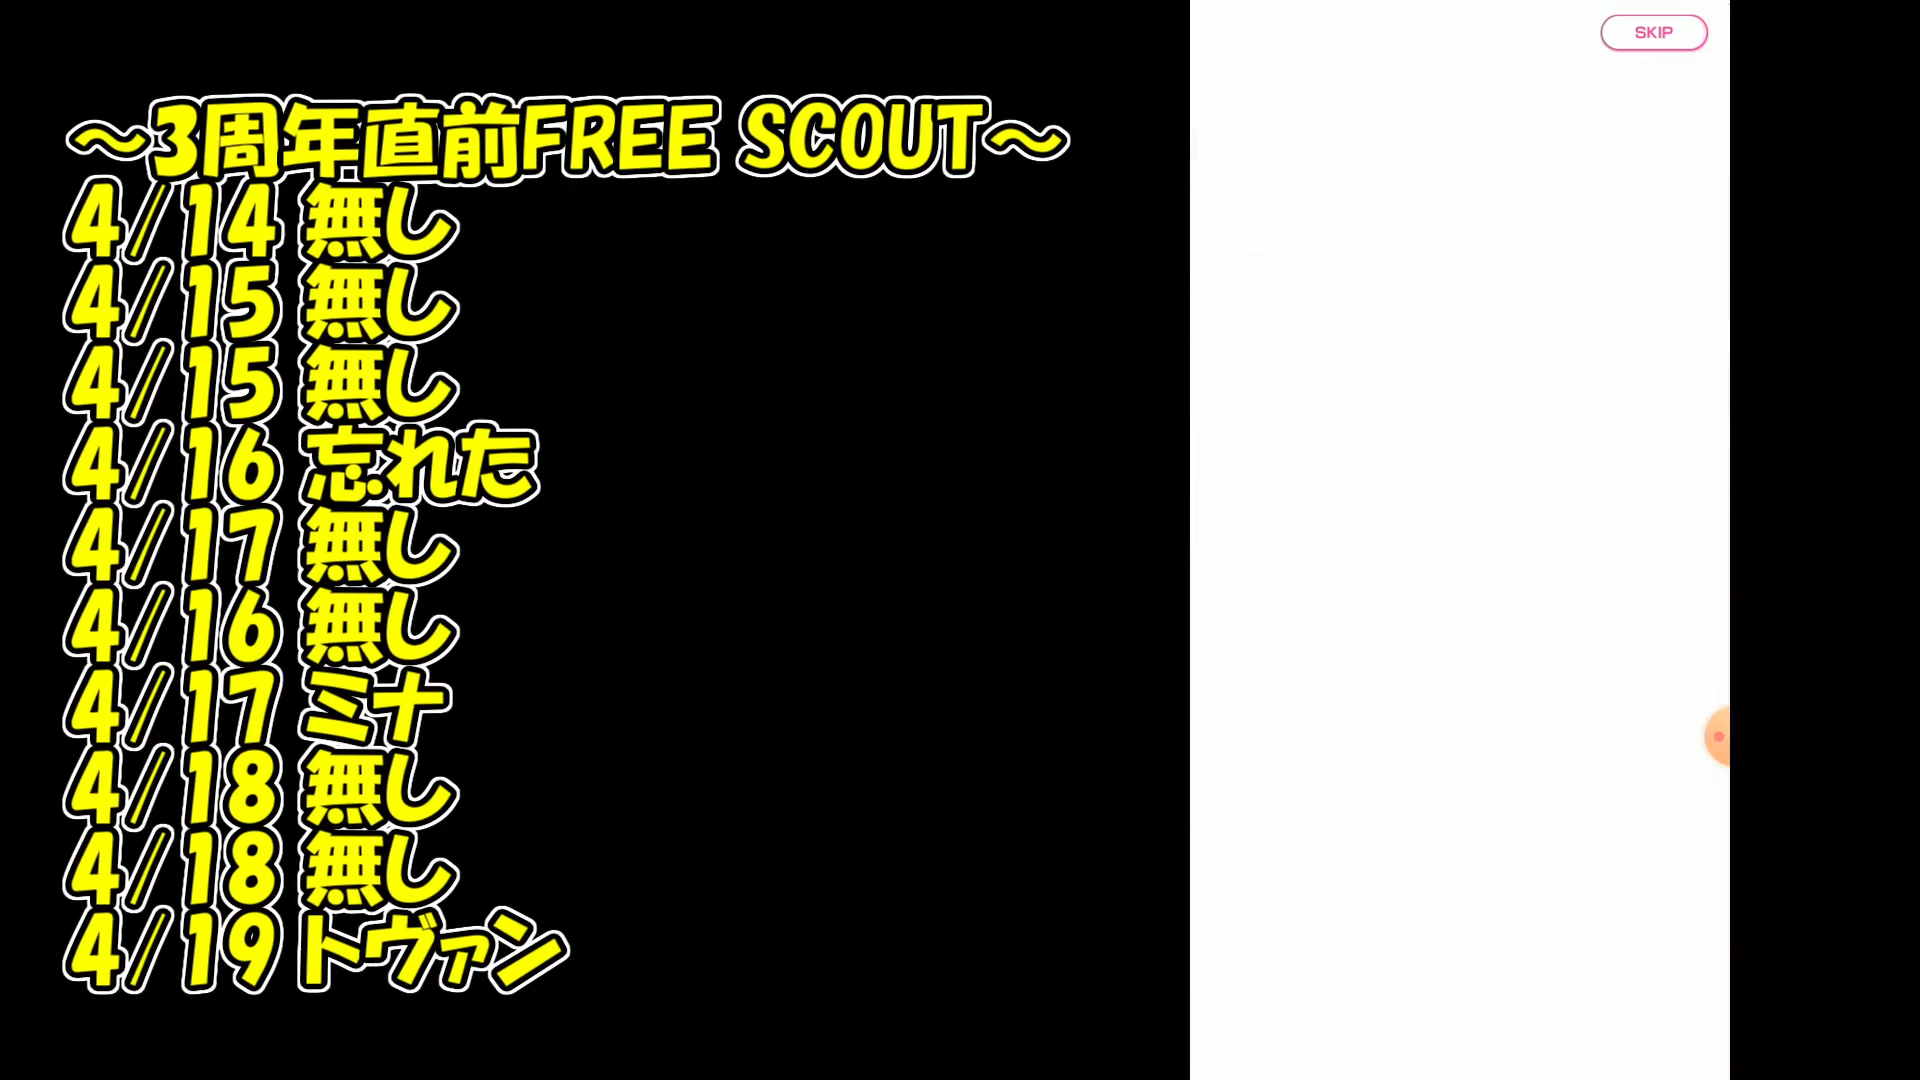 ～3周年直前FREE SCOUT～
4/14 無し
4/15 無し
4/15 無し
4/16 忘れた
4/17 無し
4/16 無し
4/17 ミナ
4/18 無し
4/18 無し
4/19 トヴァン
SKIP